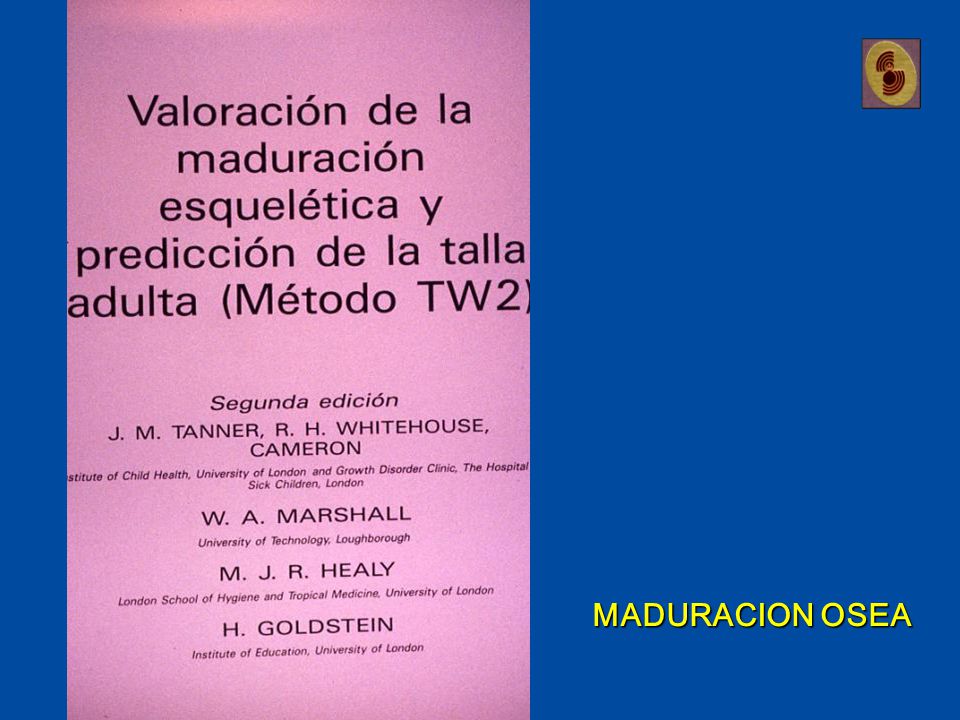 Valoración de la
maduración
esquelética y
predicción de la talla
adulta (Método TW2)
Segunda edición
J. M. TANNER, R. H. WHITEHOUSE,
CAMERON
stitute of Child Health, University of London and Growth Disorder Clinic, The Hospital
Sick Children, London
W. A. MARSHALL
University of Technology, Loughborough
M. J. R. HEALY
London School of Hygiene and Tropical Medicine, University of London
H. GOLDSTEIN
Institute of Education, University of London
MADURACION OSEA